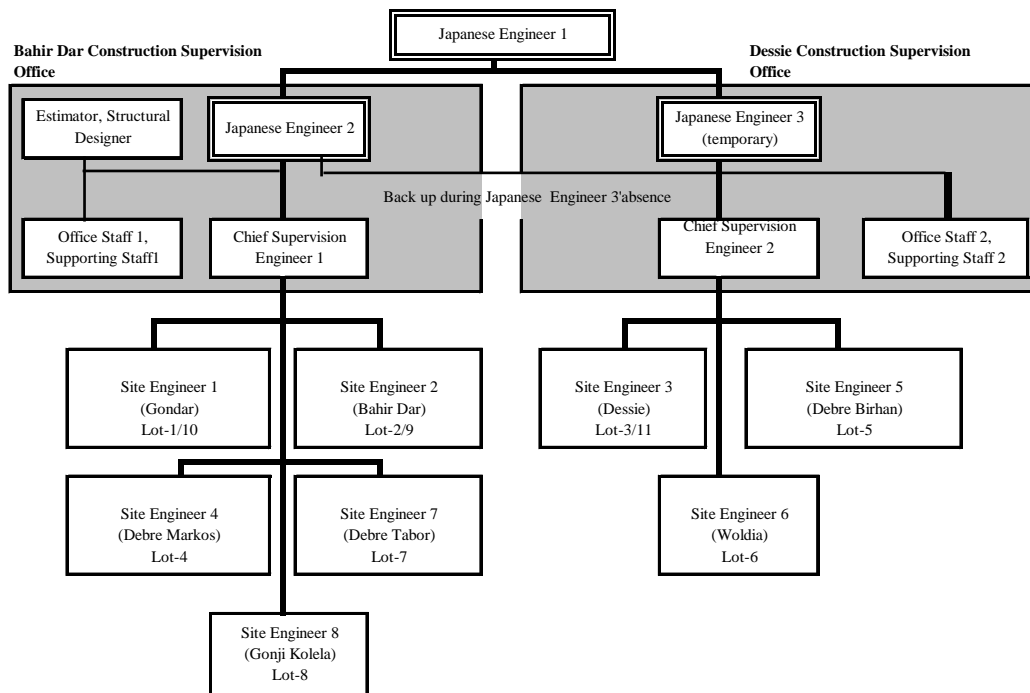 Japanese Engineer 1
Bahir Dar Construction Supervision
Office
Dessie Construction Supervision
Office
Estimator, Structural
Designer
Japanese Engineer 2
Japanese Engineer 3
(temporary)
Back up during Japanese Engineer 3'absence
Office Staff 1,
Supporting Staff1
Chief Supervision
Engineer 1
Chief Supervision
Engineer 2
Office Staff 2,
Supporting Staff 2
Site Engineer 1
(Gondar)
Lot-1/10
Site Engineer 2
(Bahir Dar)
Lot-2/9
Site Engineer 3
(Dessie)
Lot-3/11
Site Engineer 5
(Debre Birhan)
Lot-5
Site Engineer 4
(Debre Markos)
Lot-4
Site Engineer 7
(Debre Tabor)
Lot-7
Site Engineer 6
(Woldia)
Lot-6
Site Engineer 8
(Gonji Kolela)
Lot-8